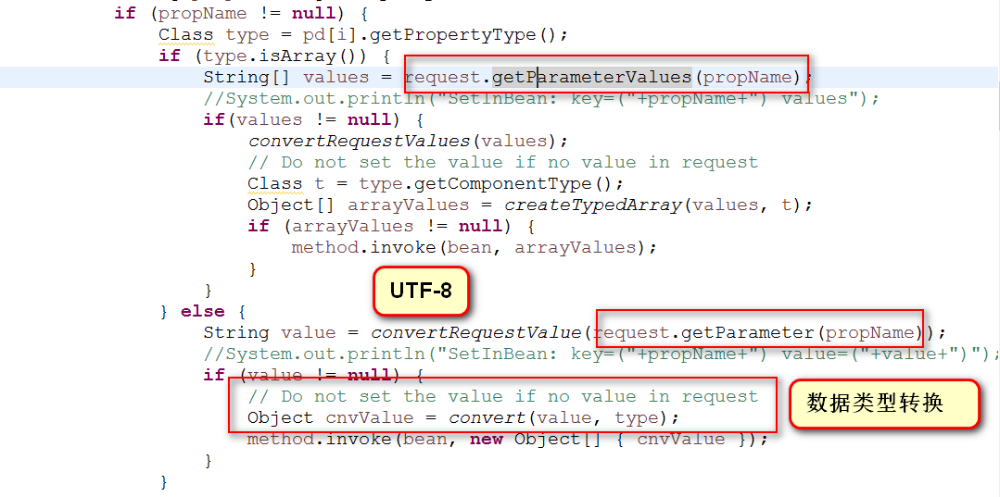 if (propName != null) {
Class type = pd[i].getPropertyType();
if (type.isArray()) {
String[] values = request.getParameterValues(propName);
//System.out.println("SetInBean: key=("+propName+") values");
if(values != null) {
convertRequestValues(values);
// Do not set the value if no value in request
Class t = type.getComponentType();
Object[] arrayValues = createTypedArray(values, t);
if (arrayValues != null) {
method.invoke(bean, arrayValues);
}
}
UTF-8
} else {
String value = convertRequestValue(request.getParameter(propName));
//System.out.println("SetInBean: key=("+propName+") value=("+value+")");
if (value != null) {
// Do not set the value if no value in request
Object cnvValue = convert(value, type);
数据类型转换
method.invoke(bean, new Object[] { cnvValue });
}
}